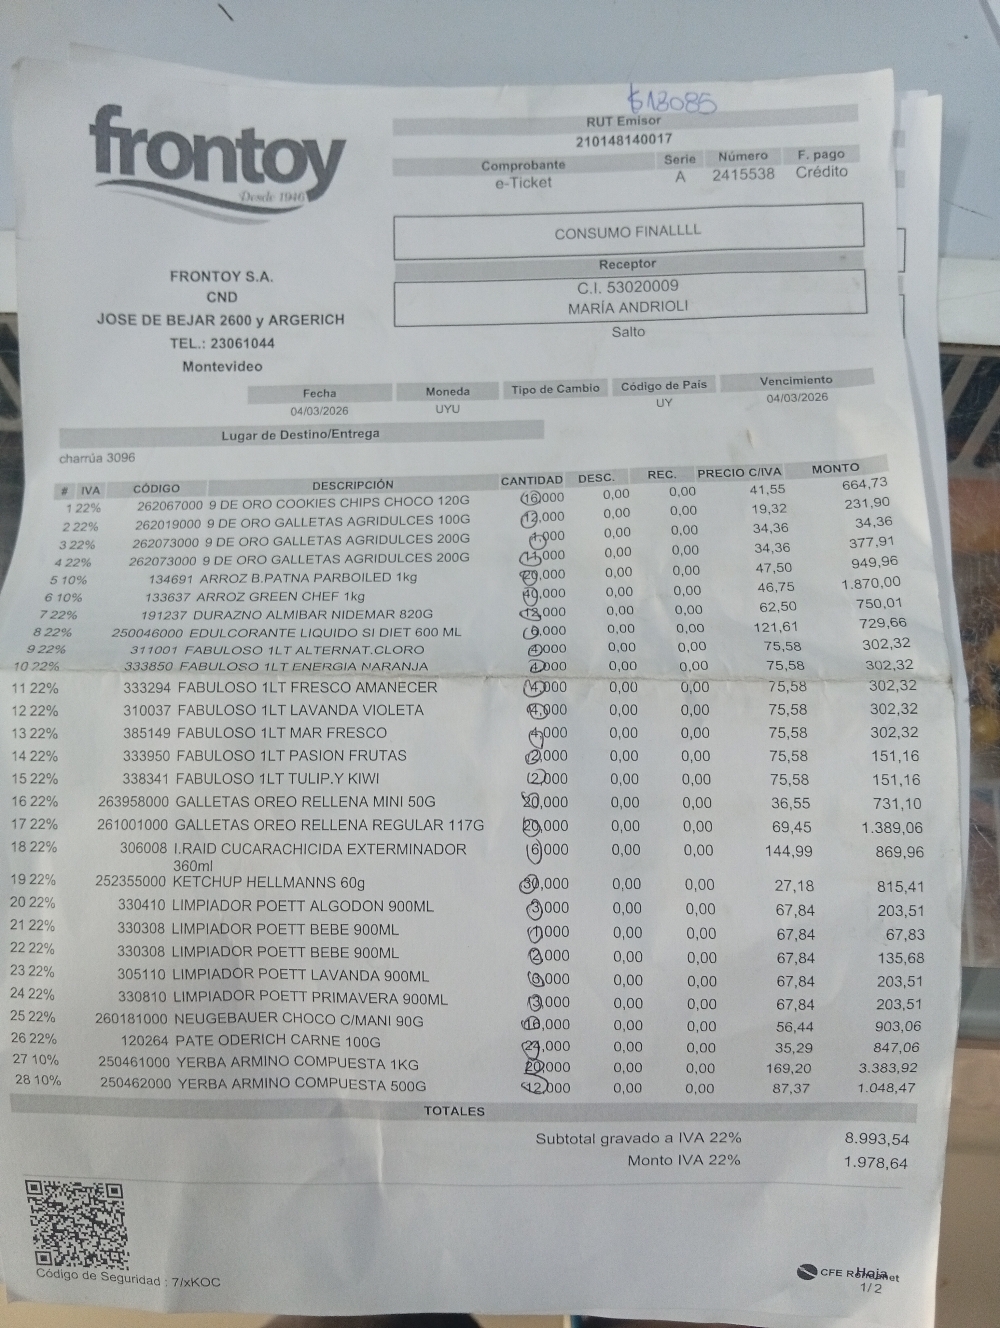 $18085
frontoy
Desde 1946
RUT Emisor
210148140017
Comprobante Serie Número F. pago
e-Ticket A 2415538 Crédito
CONSUMO FINALLLL
Receptor
C.I. 53020009
MARÍA ANDRIOLI
Salto
FRONTOY S.A.
CND
JOSE DE BEJAR 2600 y ARGERICH
TEL.: 23061044
Montevideo
Fecha Moneda Tipo de Cambio Código de País Vencimiento
04/03/2026 UYU UY 04/03/2026
Lugar de Destino/Entrega
charrúa 3096
# IVA CÓDIGO DESCRIPCIÓN CANTIDAD DESC. REC. PRECIO C/IVA MONTO
1 22% 262067000 9 DE ORO COOKIES CHIPS CHOCO 120G 16,000 0,00 0,00 41,55 664,73
2 22% 262019000 9 DE ORO GALLETAS AGRIDULCES 100G 12,000 0,00 0,00 19,32 231,90
3 22% 262073000 9 DE ORO GALLETAS AGRIDULCES 200G 1,000 0,00 0,00 34,36 34,36
4 22% 262073000 9 DE ORO GALLETAS AGRIDULCES 200G 11,000 0,00 0,00 34,36 377,91
5 10% 134691 ARROZ B.PATNA PARBOILED 1kg 20,000 0,00 0,00 47,50 949,96
6 10% 133637 ARROZ GREEN CHEF 1kg 40,000 0,00 0,00 46,75 1.870,00
7 22% 191237 DURAZNO ALMIBAR NIDEMAR 820G 12,000 0,00 0,00 62,50 750,01
8 22% 250046000 EDULCORANTE LIQUIDO SI DIET 600 ML 6,000 0,00 0,00 121,61 729,66
9 22% 311001 FABULOSO 1LT ALTERNAT.CLORO 4,000 0,00 0,00 75,58 302,32
10 22% 333850 FABULOSO 1LT ENERGIA NARANJA 4,000 0,00 0,00 75,58 302,32
11 22% 333294 FABULOSO 1LT FRESCO AMANECER 4,000 0,00 0,00 75,58 302,32
12 22% 310037 FABULOSO 1LT LAVANDA VIOLETA 4,000 0,00 0,00 75,58 302,32
13 22% 385149 FABULOSO 1LT MAR FRESCO 4,000 0,00 0,00 75,58 302,32
14 22% 333950 FABULOSO 1LT PASION FRUTAS 2,000 0,00 0,00 75,58 151,16
15 22% 338341 FABULOSO 1LT TULIP.Y KIWI 2,000 0,00 0,00 75,58 151,16
16 22% 263958000 GALLETAS OREO RELLENA MINI 50G 20,000 0,00 0,00 36,55 731,10
17 22% 261001000 GALLETAS OREO RELLENA REGULAR 117G 20,000 0,00 0,00 69,45 1.389,06
18 22% 306008 I.RAID CUCARACHICIDA EXTERMINADOR 6,000 0,00 0,00 144,99 869,96
360ml
19 22% 252355000 KETCHUP HELLMANNS 60g 30,000 0,00 0,00 27,18 815,41
20 22% 330410 LIMPIADOR POETT ALGODON 900ML 3,000 0,00 0,00 67,84 203,51
21 22% 330308 LIMPIADOR POETT BEBE 900ML 1,000 0,00 0,00 67,84 67,83
22 22% 330308 LIMPIADOR POETT BEBE 900ML 2,000 0,00 0,00 67,84 135,68
23 22% 305110 LIMPIADOR POETT LAVANDA 900ML 3,000 0,00 0,00 67,84 203,51
24 22% 330810 LIMPIADOR POETT PRIMAVERA 900ML 3,000 0,00 0,00 67,84 203,51
25 22% 260181000 NEUGEBAUER CHOCO C/MANI 90G 16,000 0,00 0,00 56,44 903,06
26 22% 120264 PATE ODERICH CARNE 100G 24,000 0,00 0,00 35,29 847,06
27 10% 250461000 YERBA ARMINO COMPUESTA 1KG 20,000 0,00 0,00 169,20 3.383,92
28 10% 250462000 YERBA ARMINO COMPUESTA 500G 12,000 0,00 0,00 87,37 1.048,47
TOTALES
Subtotal gravado a IVA 22% 8.993,54
Monto IVA 22% 1.978,64
Código de Seguridad : 7/xKOC
CFE Hoja
1/2